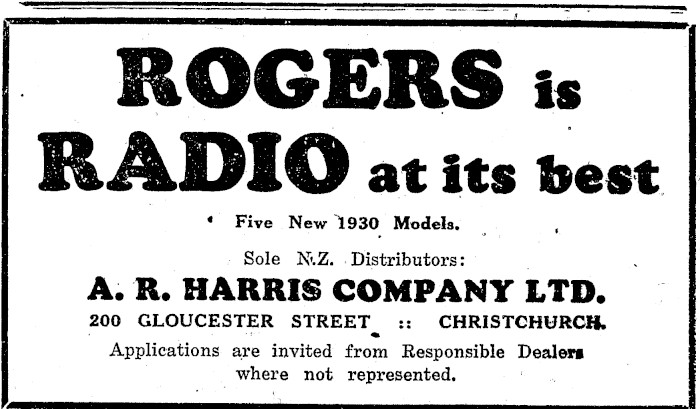 ROGERS is
RADIO at its best
Five New 1930 Models.
Sole N.Z. Distributors:
A. R. HARRIS COMPANY LTD.
200 GLOUCESTER STREET :: CHRISTCHURCH.
Applications are invited from Responsible Dealers
where not represented.